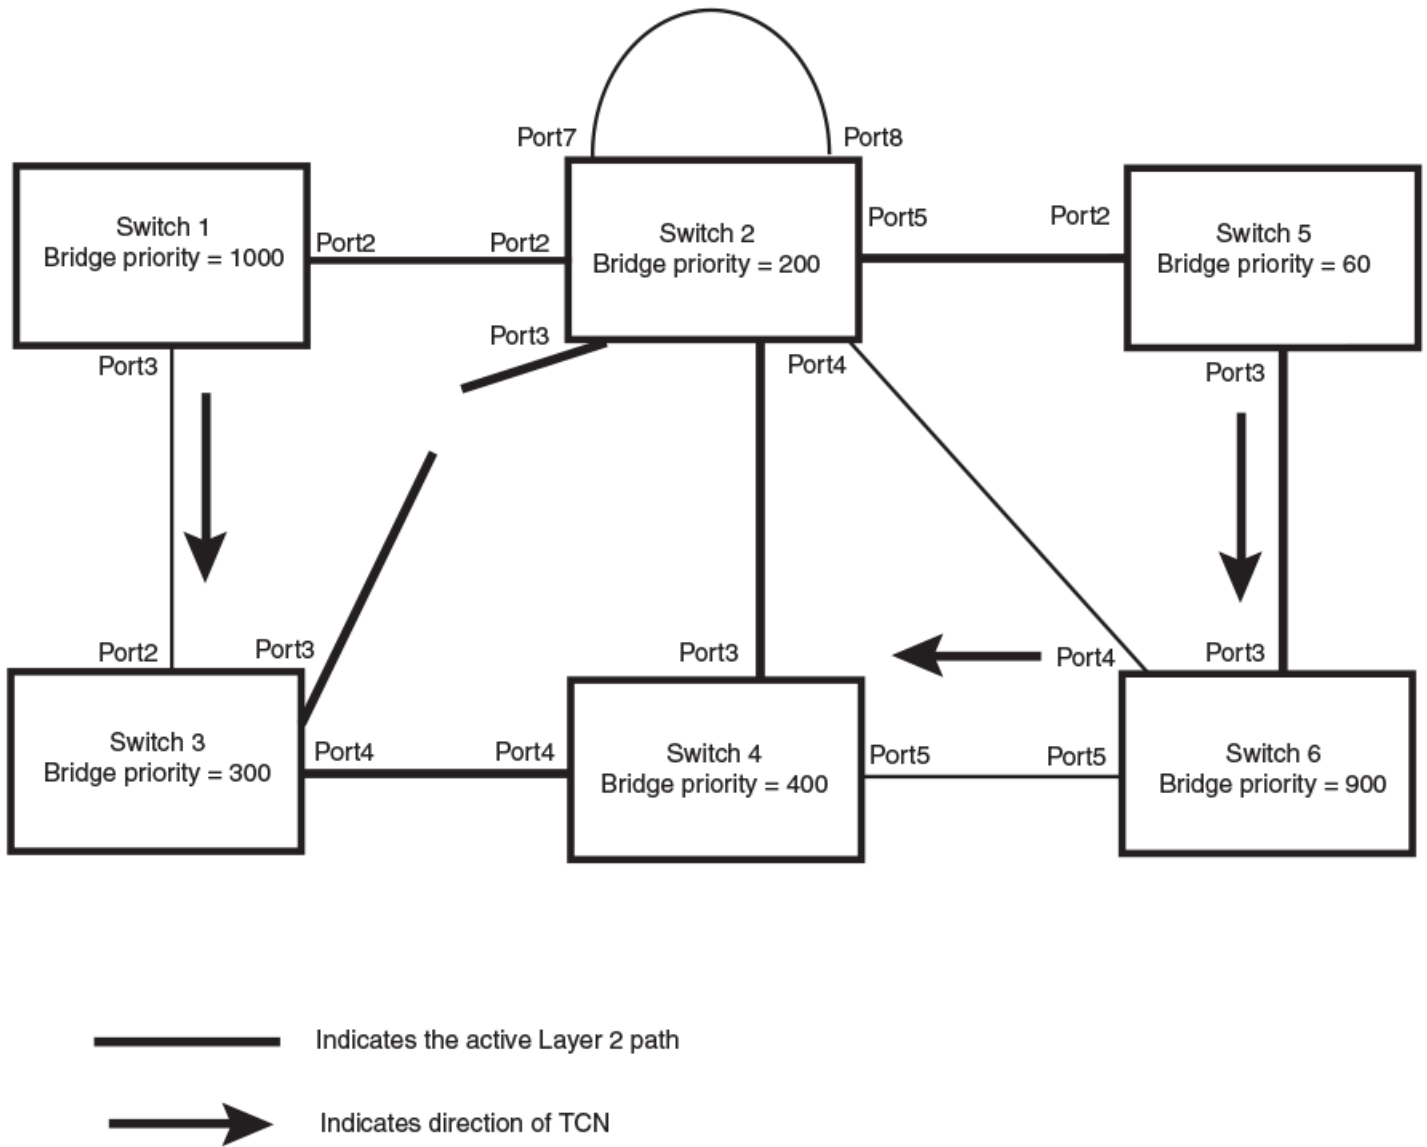 Port7
Port8
Switch 1
Bridge priority = 1000
Port2
Port2
Switch 2
Bridge priority = 200
Port5
Port2
Switch 5
Bridge priority = 60
Port3
Port3
Port4
Port3
Port2
Port3
Port3
Port4
Port3
Switch 3
Bridge priority = 300
Port4
Port4
Switch 4
Bridge priority = 400
Port5
Port5
Switch 6
Bridge priority = 900
Indicates the active Layer 2 path
Indicates direction of TCN